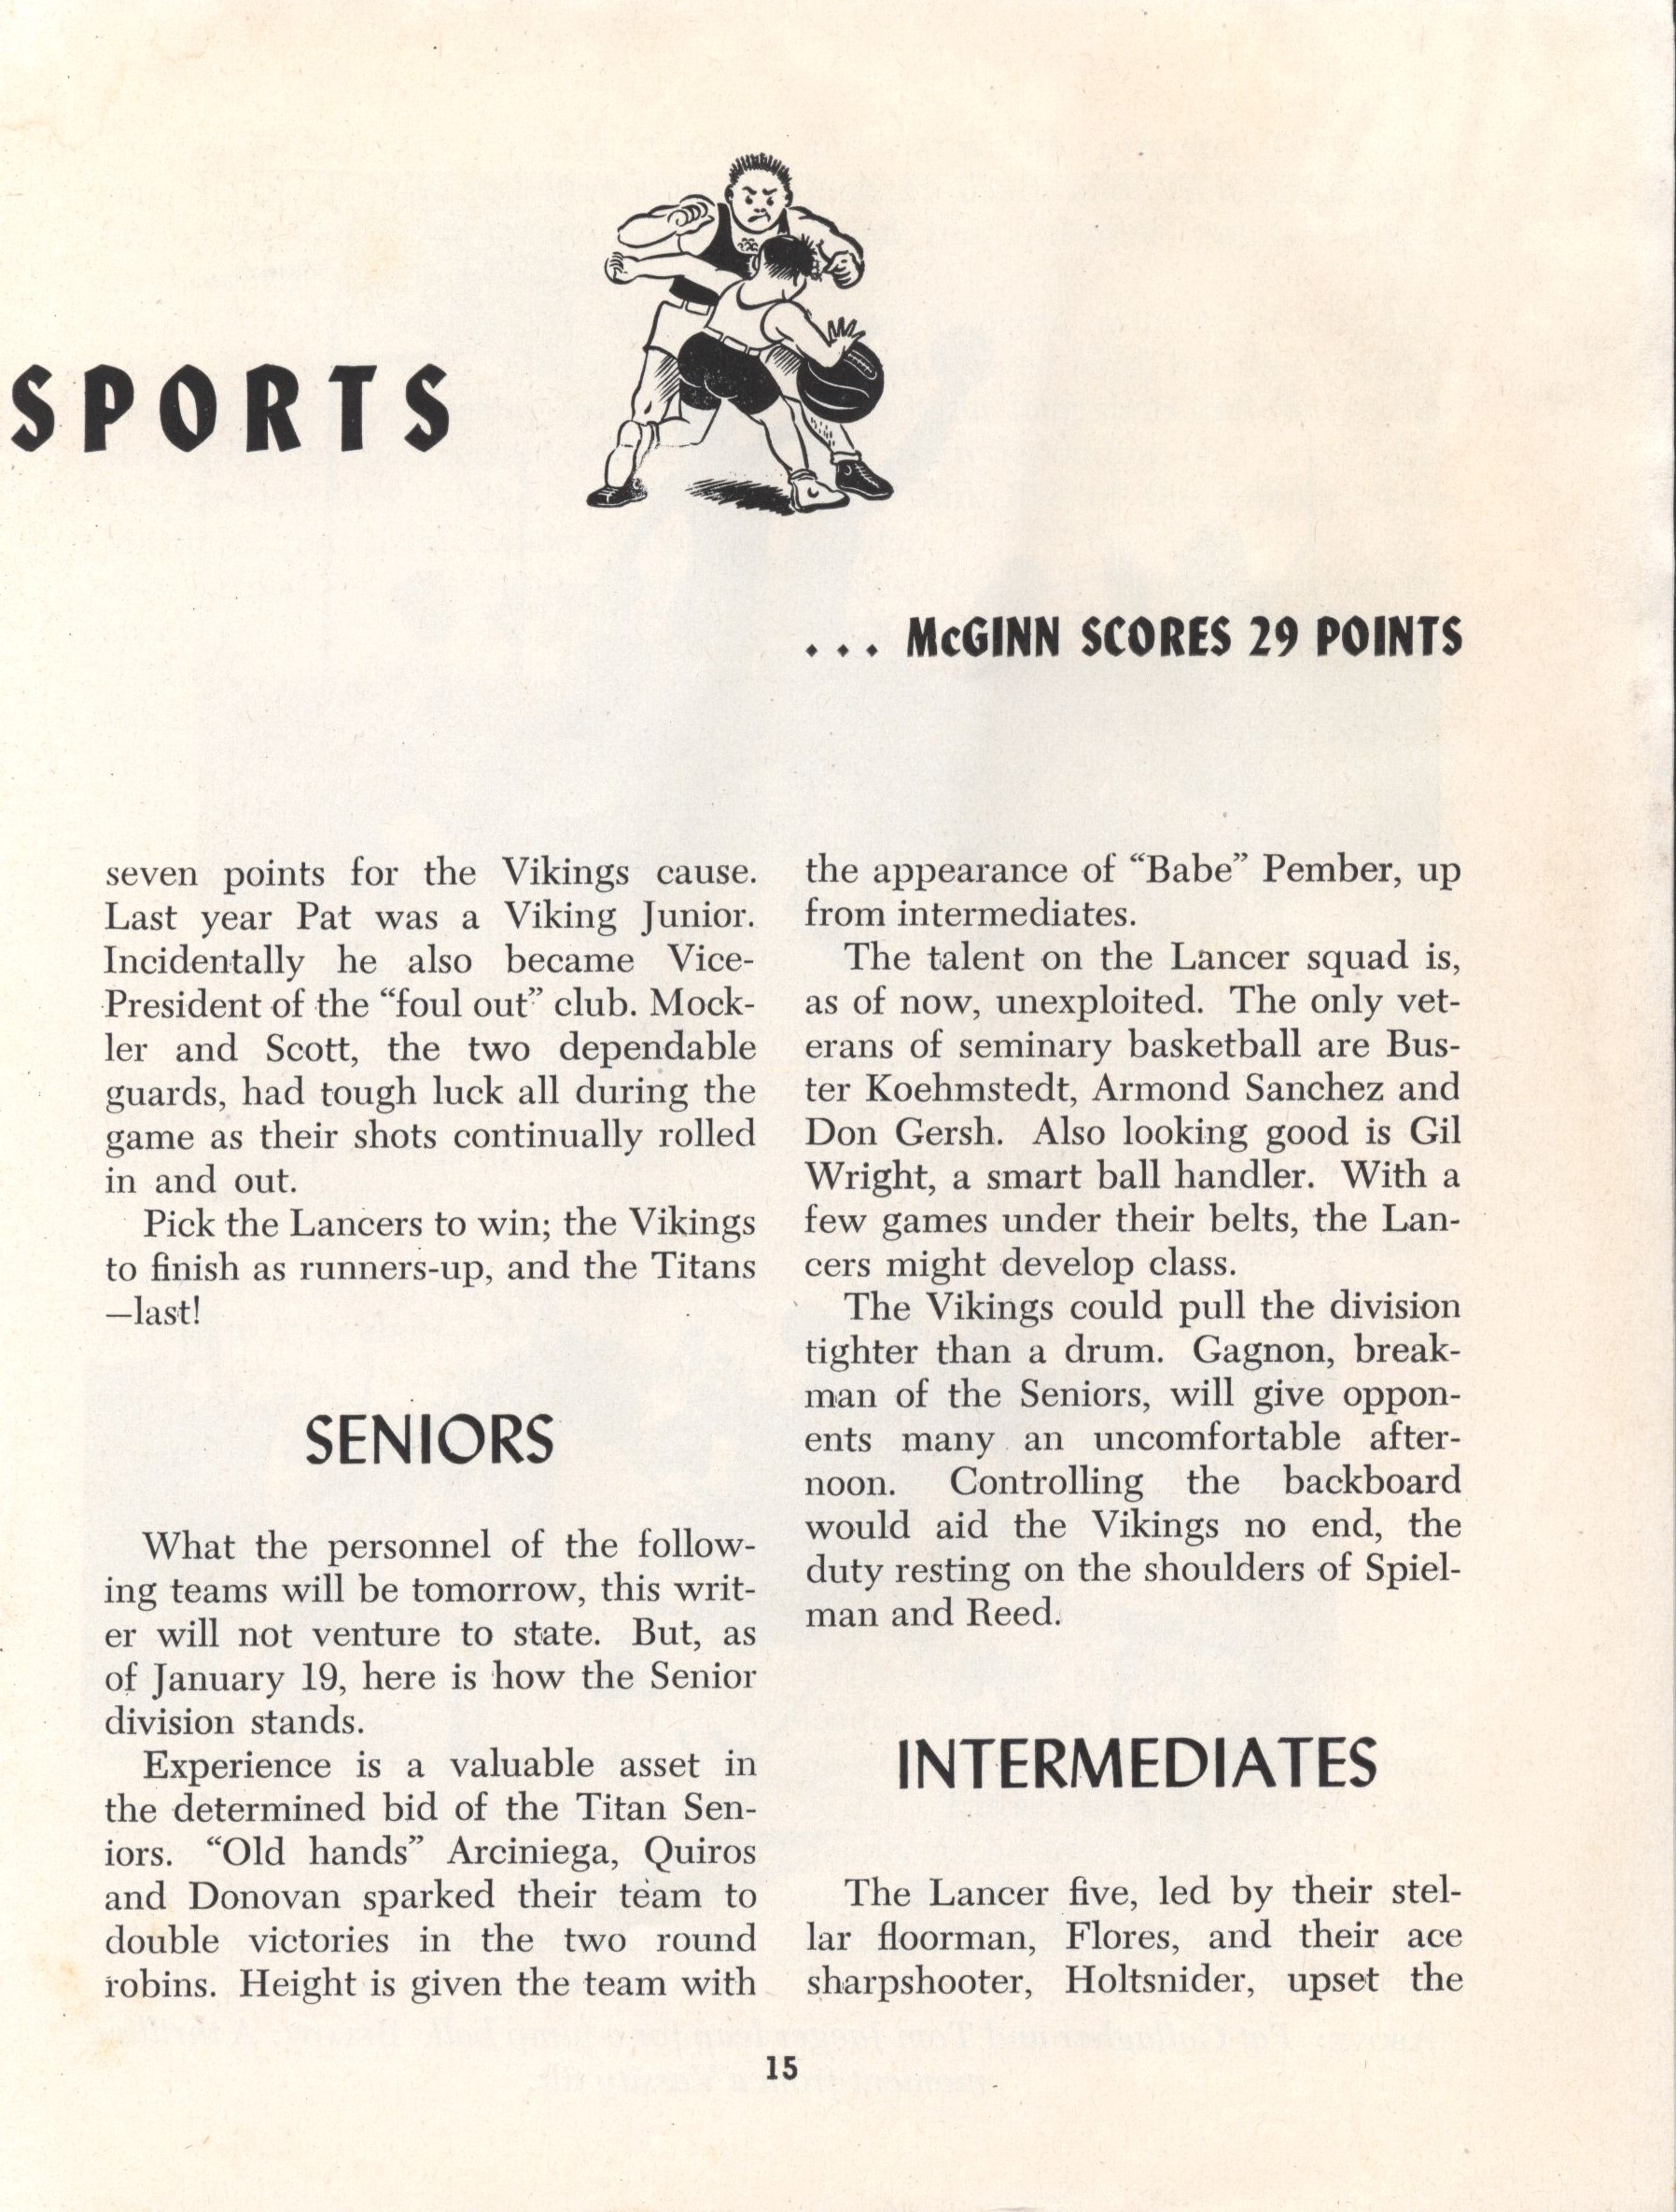 SPORTS
... McGINN SCORES 29 POINTS
seven points for the Vikings cause.
Last year Pat was a Viking Junior.
Incidentally he also became Vice-
President of the “foul out” club. Mock-
ler and Scott, the two dependable
guards, had tough luck all during the
game as their shots continually rolled
in and out.
Pick the Lancers to win; the Vikings
to finish as runners-up, and the Titans
—last!
SENIORS
What the personnel of the follow-
ing teams will be tomorrow, this writ-
er will not venture to state. But, as
of January 19, here is how the Senior
division stands.
Experience is a valuable asset in
the determined bid of the Titan Sen-
iors. “Old hands” Arciniega, Quiros
and Donovan sparked their team to
double victories in the two round
robins. Height is given the team with
the appearance of “Babe” Pember, up
from intermediates.
The talent on the Lancer squad is,
as of now, unexploited. The only vet-
erans of seminary basketball are Bus-
ter Koehmstedt, Armond Sanchez and
Don Gersh. Also looking good is Gil
Wright, a smart ball handler. With a
few games under their belts, the Lan-
cers might develop class.
The Vikings could pull the division
tighter than a drum. Gagnon, break-
man of the Seniors, will give oppon-
ents many an uncomfortable after-
noon. Controlling the backboard
would aid the Vikings no end, the
duty resting on the shoulders of Spiel-
man and Reed.
INTERMEDIATES
The Lancer five, led by their stel-
lar floorman, Flores, and their ace
sharpshooter, Holtsnider, upset the
15